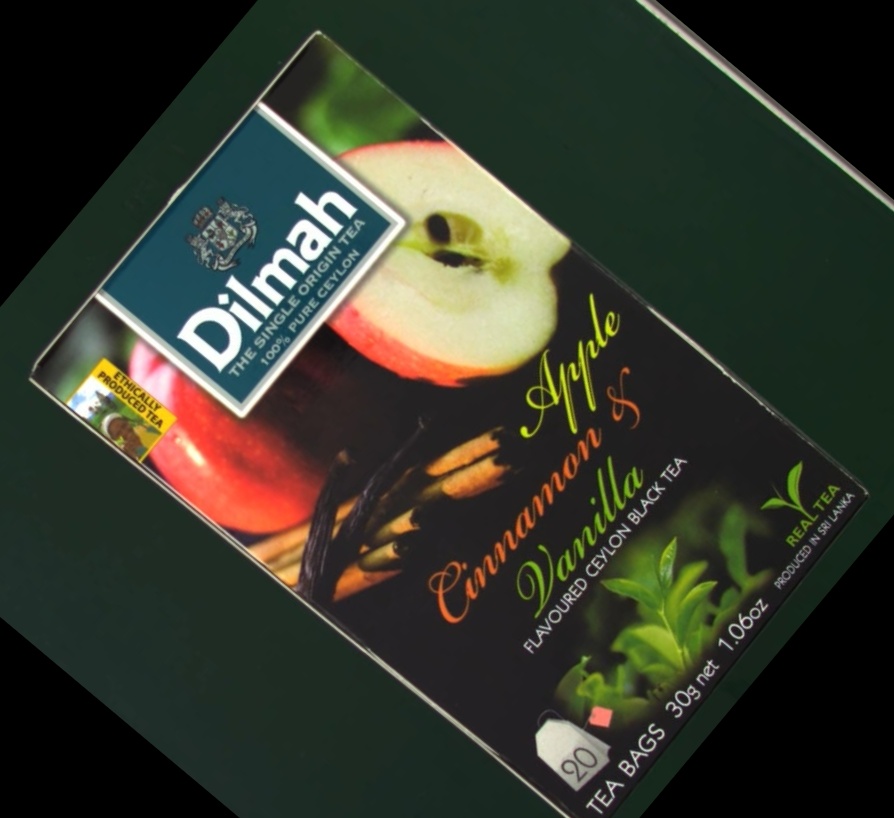 Dilmah
THE SINGLE ORIGIN TEA
100% PURE CEYLON
ETHICALLY
PRODUCED TEA
Apple
Cinnamon &
Vanilla
FLAVOURED CEYLON BLACK TEA
REAL TEA
PRODUCED IN SRI LANKA
20
TEA BAGS 30g net 1.06oz